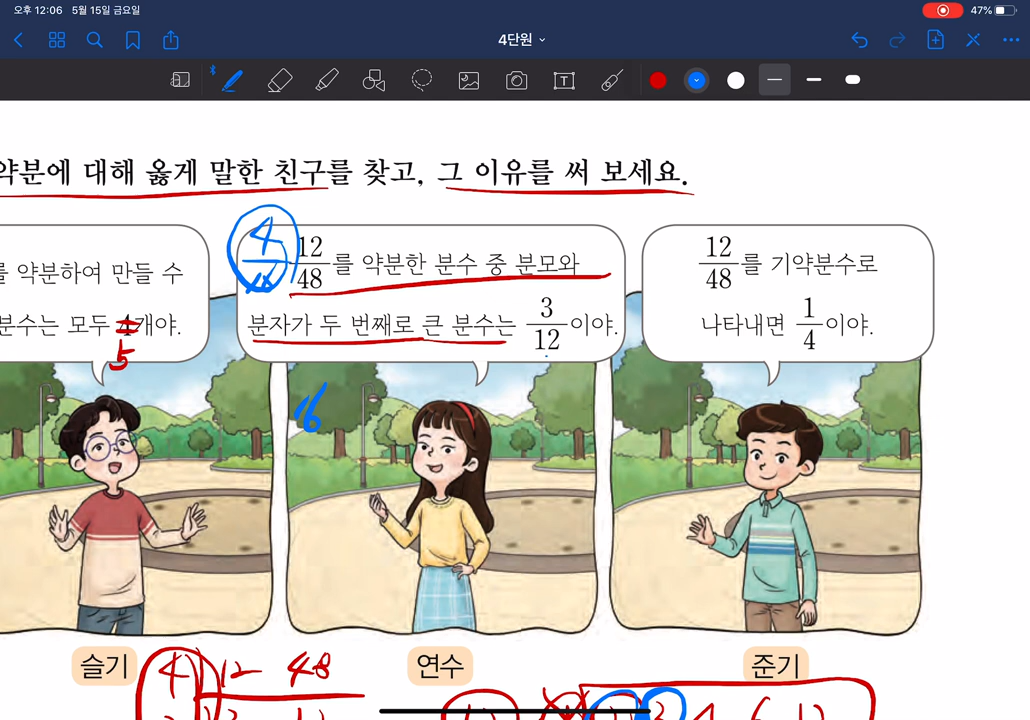 오후 12:06 5월 15일 금요일
47%
4단원
T
약분에 대해 옳게 말한 친구를 찾고, 그 이유를 써 보세요.
를 약분하여 만들 수
분수는 모두 4개야.
5
4
12/48를 약분한 분수 중 분모와
분자가 두 번째로 큰 분수는 3/12이야.
16
12/48를 기약분수로
나타내면 1/4이야.
슬기
연수
준기
4) 12 48